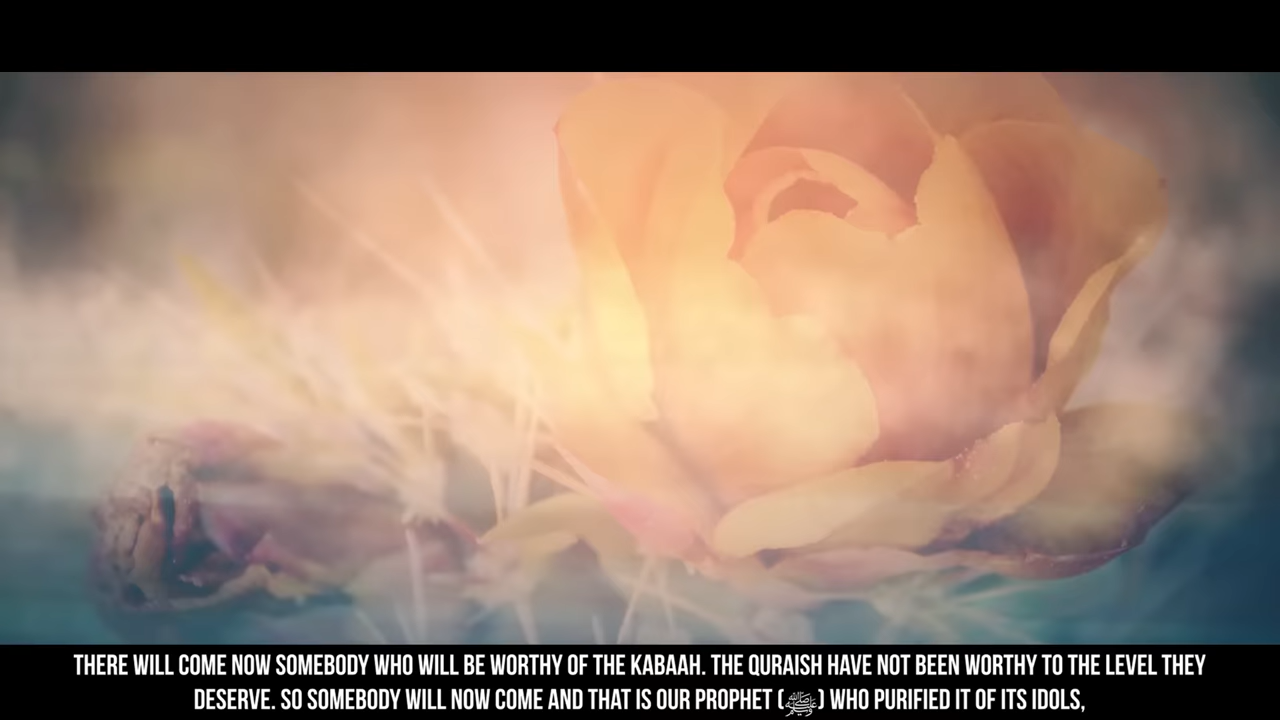 THERE WILL COME NOW SOMEBODY WHO WILL BE WORTHY OF THE KABAAH. THE QURAISH HAVE NOT BEEN WORTHY TO THE LEVEL THEY
DESERVE. SO SOMEBODY WILL NOW COME AND THAT IS OUR PROPHET (ﷺ) WHO PURIFIED IT OF ITS IDOLS,